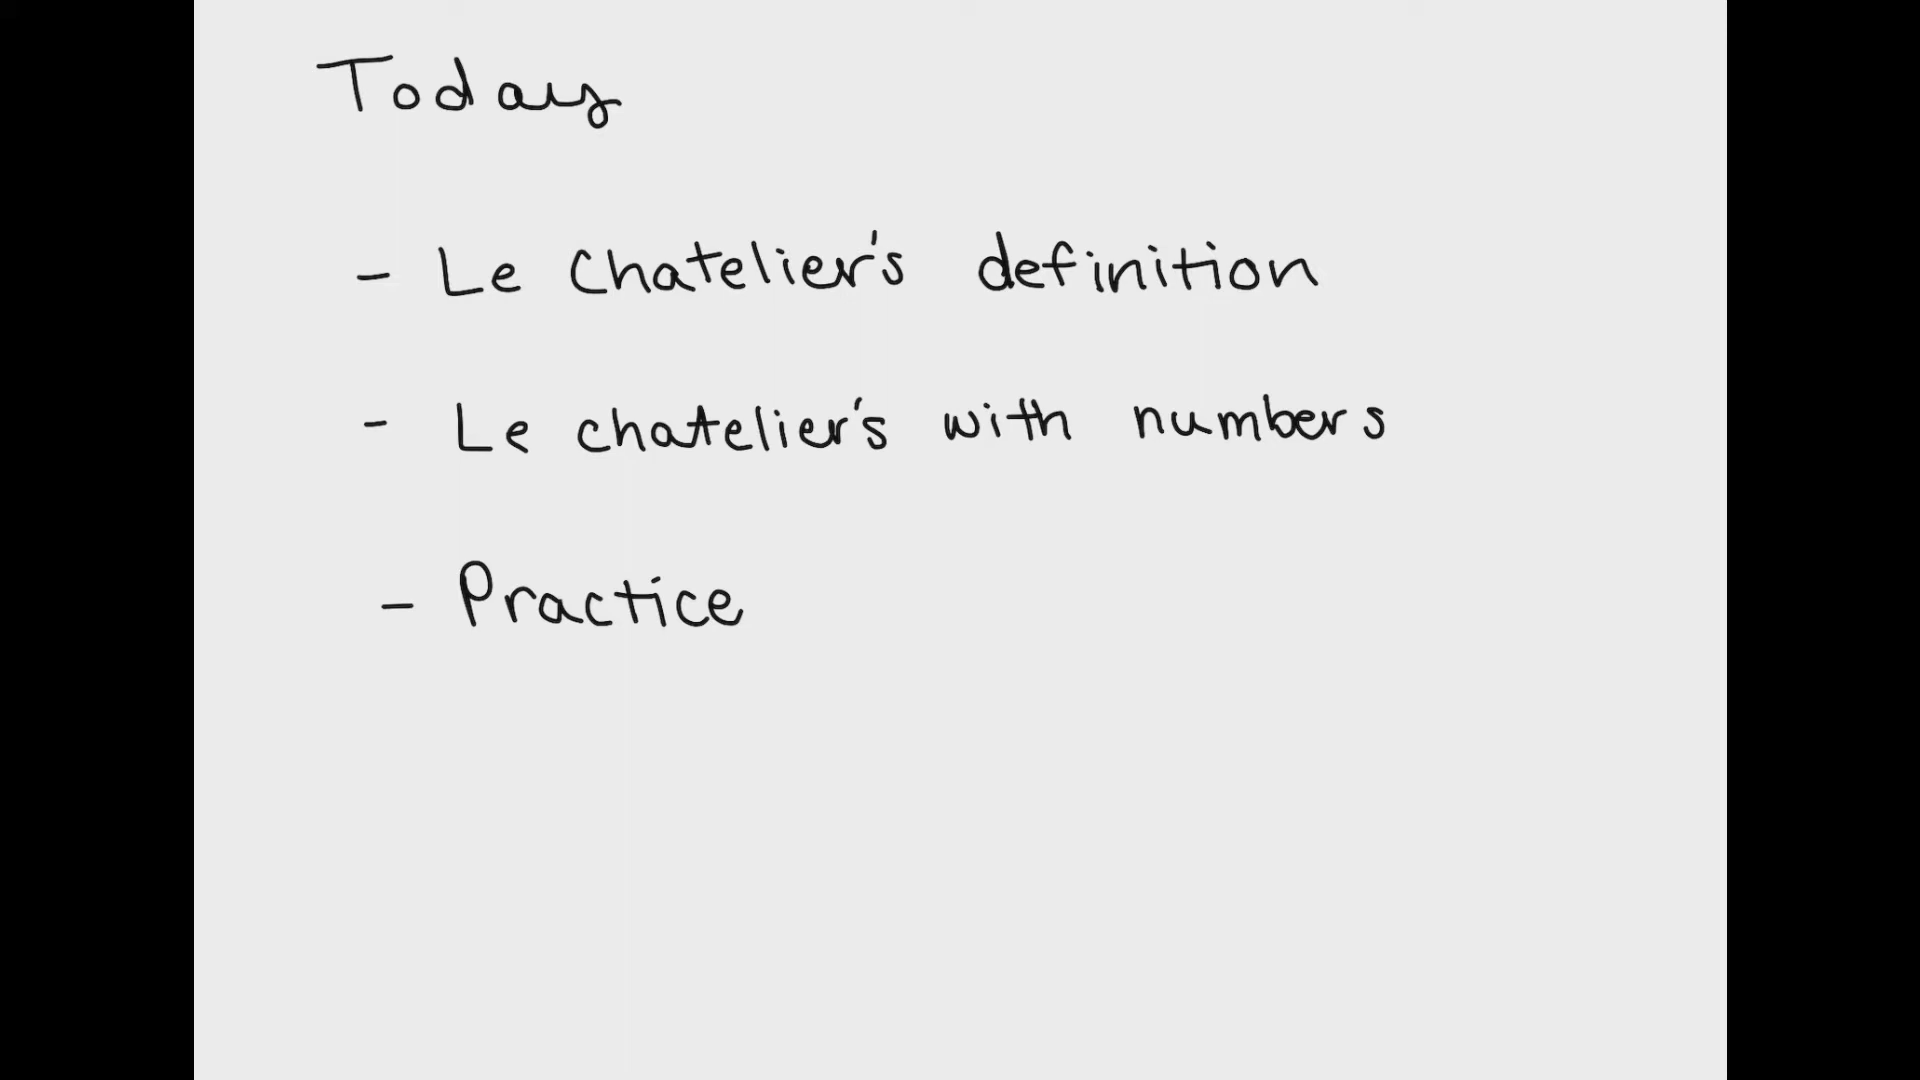 Today
- Le Chatelier's definition
- Le chatelier's with numbers
- Practice